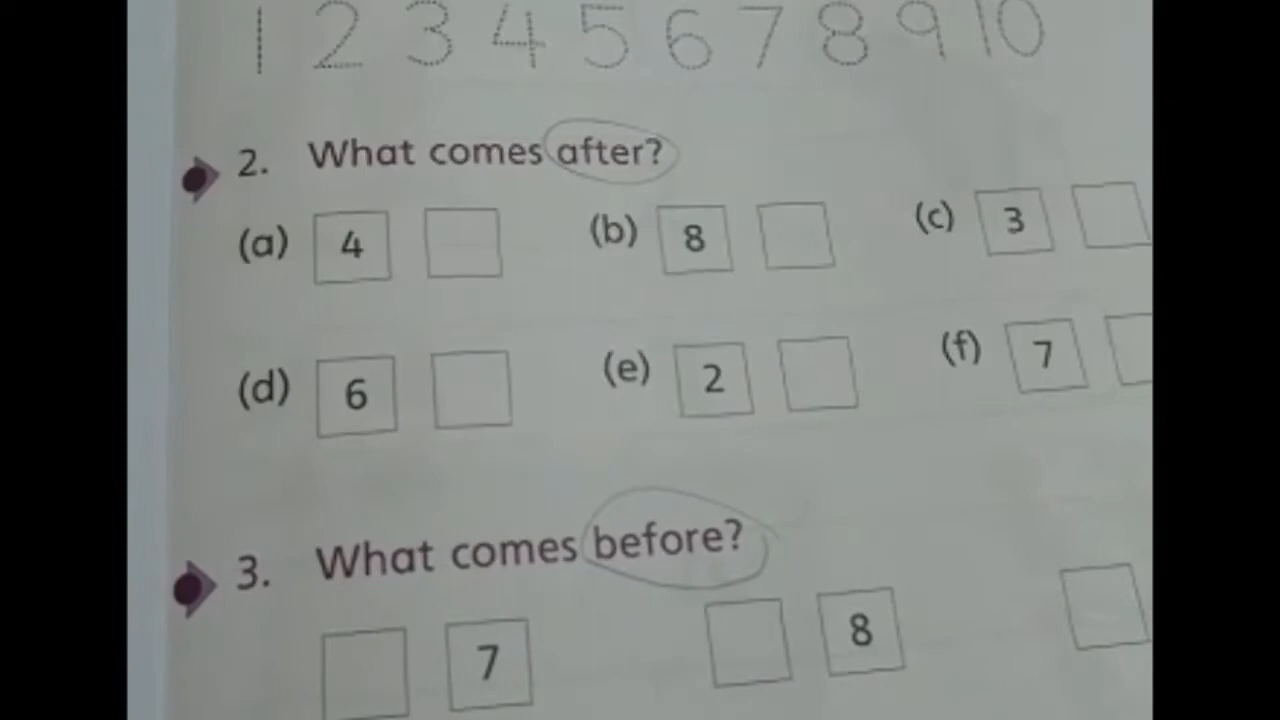 1 2 3 4 5 6 7 8 9 10
2. What comes after?
(a) 4 (b) 8 (c) 3
(d) 6 (e) 2 (f) 7
3. What comes before?
7 8